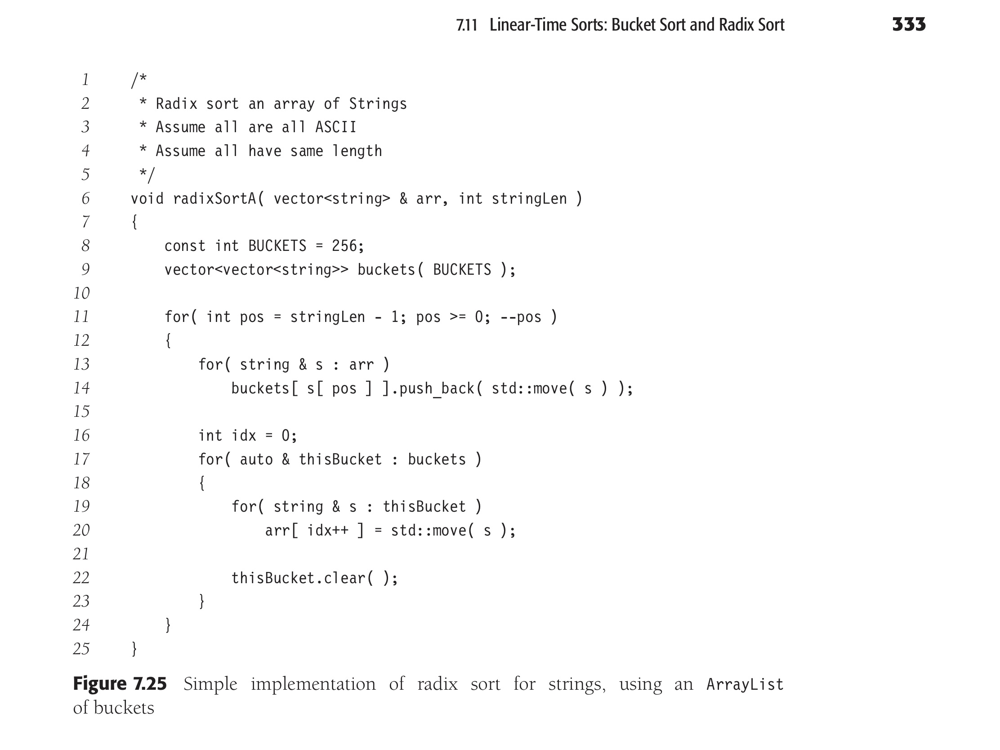 7.11 Linear-Time Sorts: Bucket Sort and Radix Sort 333
1 /*
2 * Radix sort an array of Strings
3 * Assume all are all ASCII
4 * Assume all have same length
5 */
6 void radixSortA( vector<string> & arr, int stringLen )
7 {
8 const int BUCKETS = 256;
9 vector<vector<string>> buckets( BUCKETS );
10
11 for( int pos = stringLen - 1; pos >= 0; --pos )
12 {
13 for( string & s : arr )
14 buckets[ s[ pos ] ].push_back( std::move( s ) );
15
16 int idx = 0;
17 for( auto & thisBucket : buckets )
18 {
19 for( string & s : thisBucket )
20 arr[ idx++ ] = std::move( s );
21
22 thisBucket.clear( );
23 }
24 }
25 }
Figure 7.25 Simple implementation of radix sort for strings, using an ArrayList
of buckets